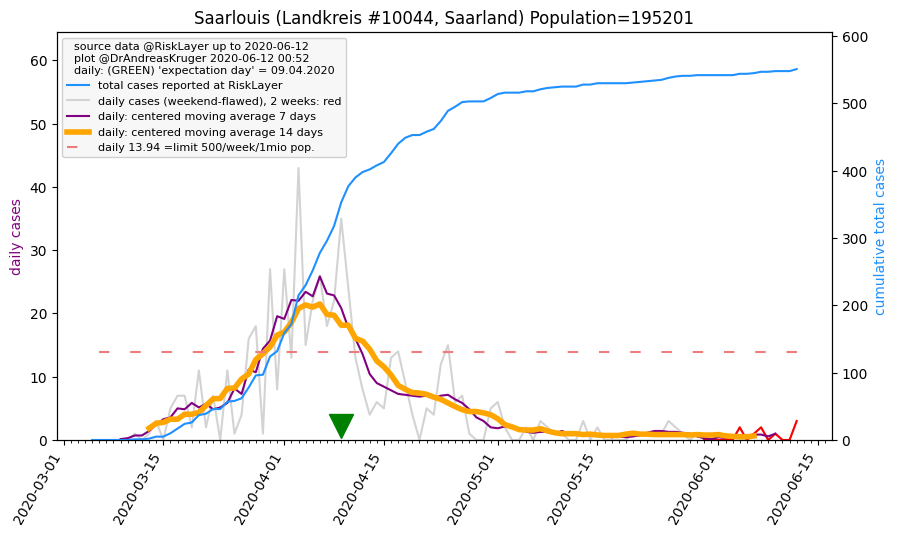 Saarlouis (Landkreis #10044, Saarland) Population=195201
source data @RiskLayer up to 2020-06-12
plot @DrAndreasKruger 2020-06-12 00:52
daily: (GREEN) 'expectation day' = 09.04.2020
total cases reported at RiskLayer
daily cases (weekend-flawed), 2 weeks: red
daily: centered moving average 7 days
daily: centered moving average 14 days
daily 13.94 =limit 500/week/1mio pop.
daily cases
60
50
40
30
20
10
0
600
500
400
300
200
100
0
cumulative total cases
2020-03-01
2020-03-15
2020-04-01
2020-04-15
2020-05-01
2020-05-15
2020-06-01
2020-06-15